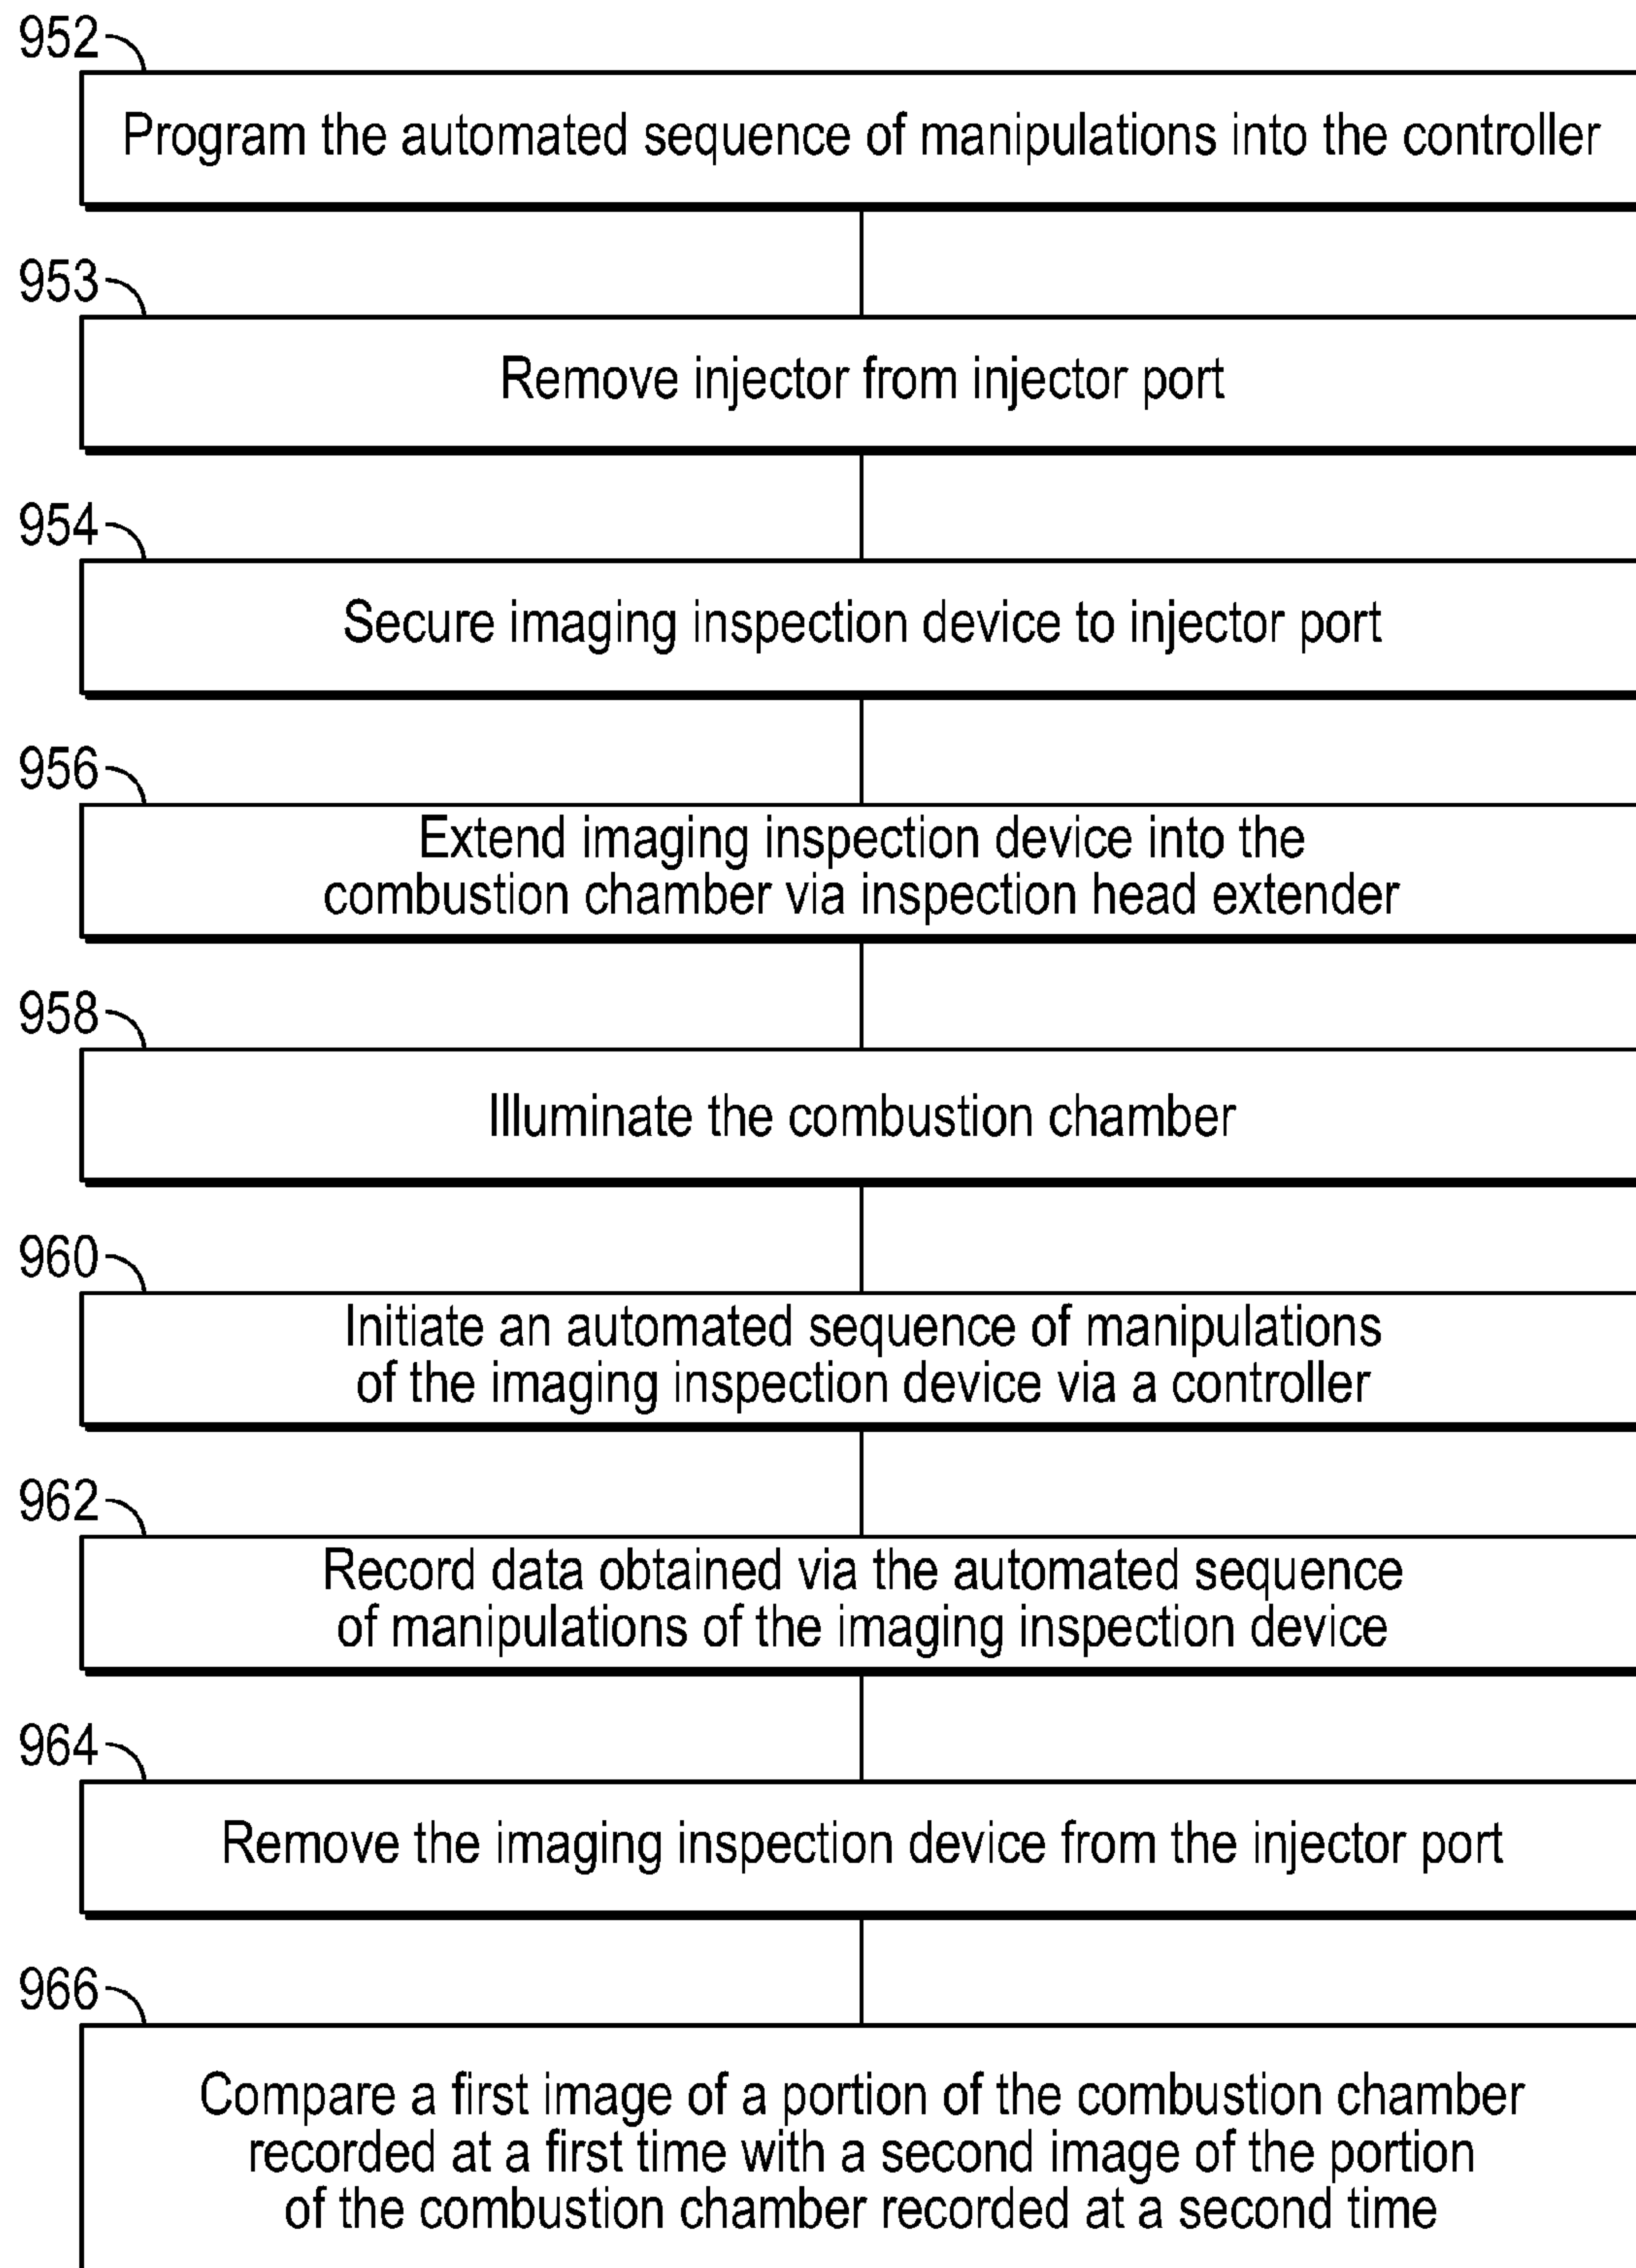 952
Program the automated sequence of manipulations into the controller
953
Remove injector from injector port
954
Secure imaging inspection device to injector port
956
Extend imaging inspection device into the
combustion chamber via inspection head extender
958
Illuminate the combustion chamber
960
Initiate an automated sequence of manipulations
of the imaging inspection device via a controller
962
Record data obtained via the automated sequence
of manipulations of the imaging inspection device
964
Remove the imaging inspection device from the injector port
966
Compare a first image of a portion of the combustion chamber
recorded at a first time with a second image of the portion
of the combustion chamber recorded at a second time